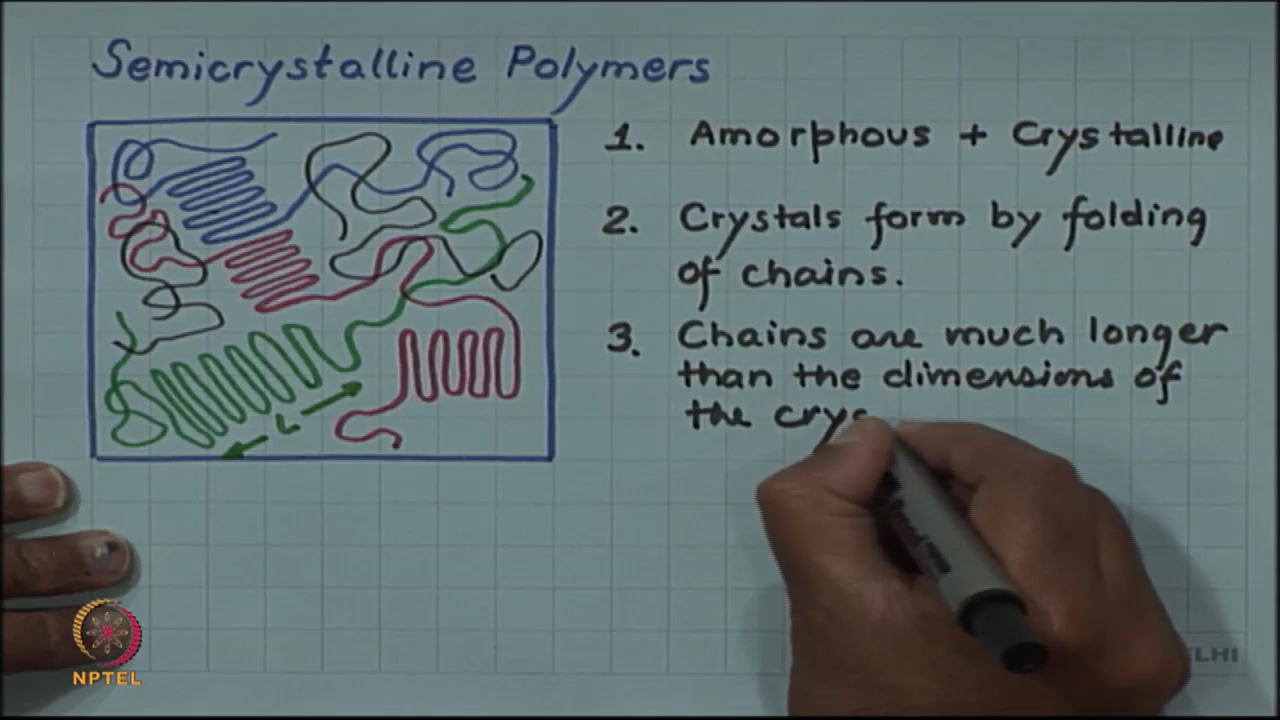 Semicrystalline Polymers
1. Amorphous + Crystalline
2. Crystals form by folding
of chains.
3. Chains are much longer
than the dimensions of
the crys
L
NPTEL